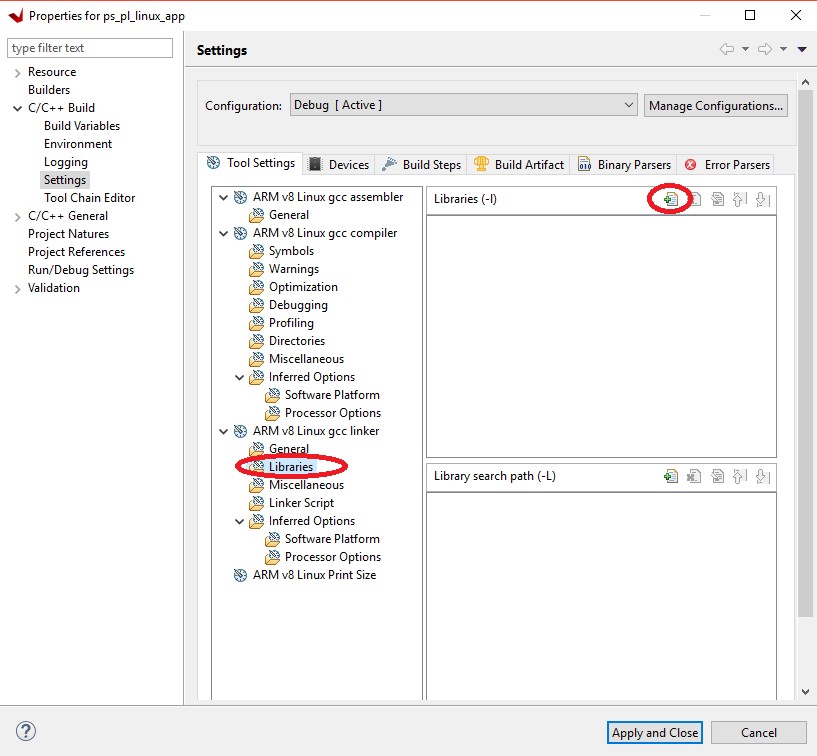 Properties for ps_pl_linux_app
type filter text
Resource
Builders
C/C++ Build
Build Variables
Environment
Logging
Settings
Tool Chain Editor
C/C++ General
Project Natures
Project References
Run/Debug Settings
Validation
Settings
Configuration:
Debug [ Active ]
Manage Configurations...
Tool Settings
Devices
Build Steps
Build Artifact
Binary Parsers
Error Parsers
ARM v8 Linux gcc assembler
General
ARM v8 Linux gcc compiler
Symbols
Warnings
Optimization
Debugging
Profiling
Directories
Miscellaneous
Inferred Options
Software Platform
Processor Options
ARM v8 Linux gcc linker
General
Libraries
Miscellaneous
Linker Script
Inferred Options
Software Platform
Processor Options
ARM v8 Linux Print Size
Libraries (-l)
Library search path (-L)
?
Apply and Close
Cancel